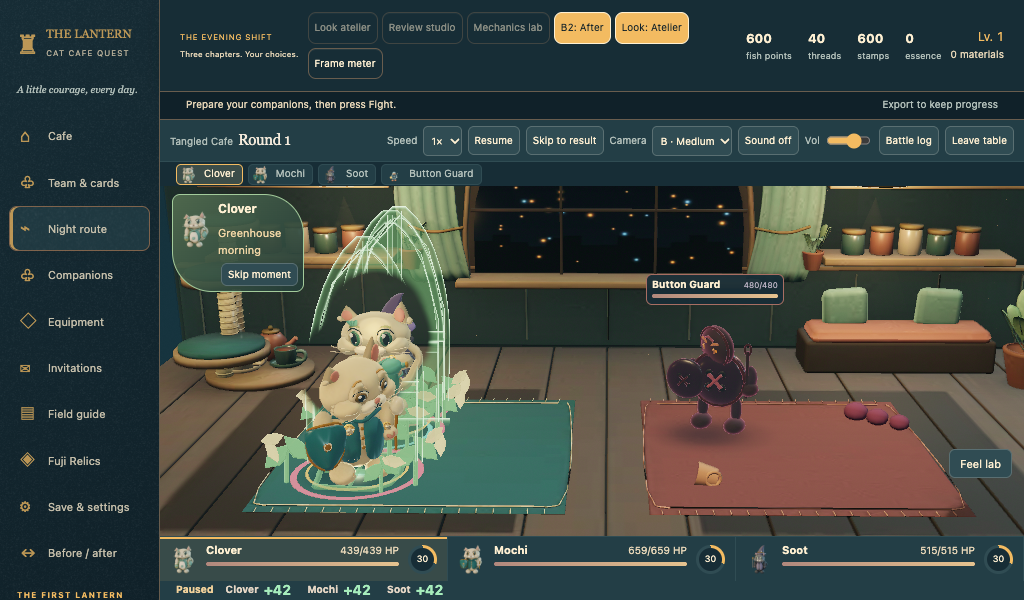 THE LANTERN
CAT CAFE QUEST
A little courage, every day.
Cafe
Team & cards
Night route
Companions
Equipment
Invitations
Field guide
Fuji Relics
Save & settings
Before / after
THE FIRST LANTERN
THE EVENING SHIFT
Three chapters. Your choices.
Look atelier
Review studio
Mechanics lab
B2: After
Look: Atelier
Frame meter
600 fish points
40 threads
600 stamps
0 essence
Lv. 1
0 materials
Prepare your companions, then press Fight.
Export to keep progress
Tangled Cafe Round 1
Speed 1x Resume Skip to result Camera B · Medium Sound off Vol Battle log Leave table
Clover Mochi Soot Button Guard
Clover
Greenhouse
morning
Skip moment
Button Guard 480/480
Feel lab
Clover 439/439 HP 30
Mochi 659/659 HP 30
Soot 515/515 HP 30
Paused Clover +42 Mochi +42 Soot +42